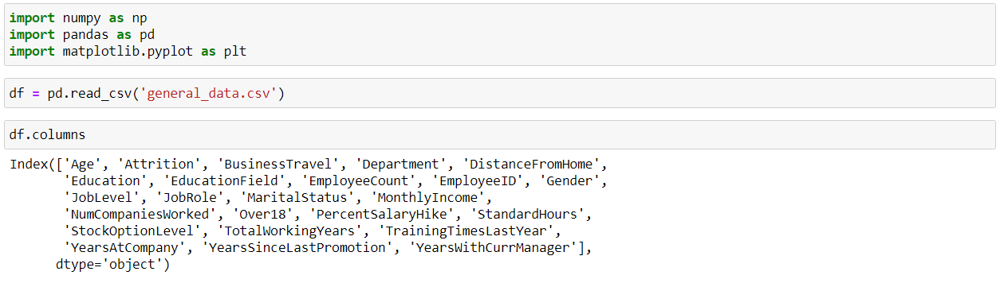 import numpy as np
import pandas as pd
import matplotlib.pyplot as plt
df = pd.read_csv('general_data.csv')
df.columns
Index(['Age', 'Attrition', 'BusinessTravel', 'Department', 'DistanceFromHome',
'Education', 'EducationField', 'EmployeeCount', 'EmployeeID', 'Gender',
'JobLevel', 'JobRole', 'MaritalStatus', 'MonthlyIncome',
'NumCompaniesWorked', 'Over18', 'PercentSalaryHike', 'StandardHours',
'StockOptionLevel', 'TotalWorkingYears', 'TrainingTimesLastYear',
'YearsAtCompany', 'YearsSinceLastPromotion', 'YearsWithCurrManager'],
dtype='object')